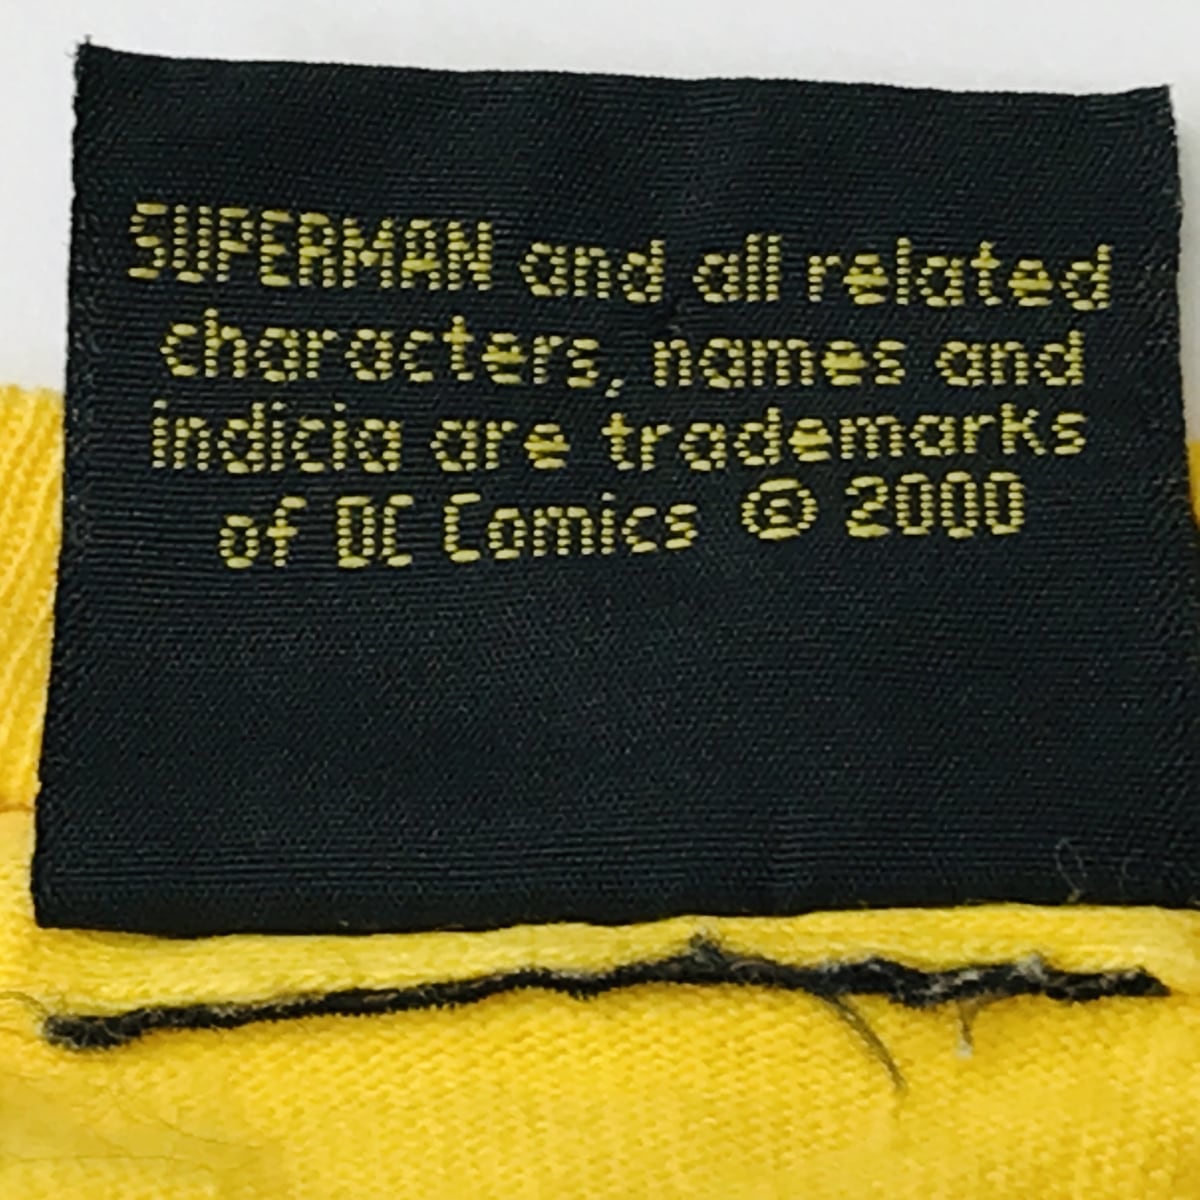 SUPERMAN and all related
characters, names and
indicia are trademarks
of DC Comics © 2000